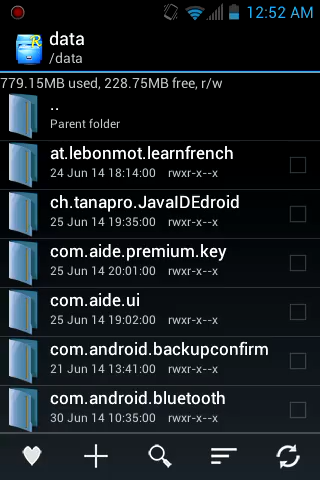 12:52 AM
data
/data
779.15MB used, 228.75MB free, r/w
..
Parent folder
at.lebonmot.learnfrench
24 Jun 14 18:14:00 rwxr-x--x
ch.tanapro.JavaIDEdroid
25 Jun 14 19:35:00 rwxr-x--x
com.aide.premium.key
25 Jun 14 20:01:00 rwxr-x--x
com.aide.ui
25 Jun 14 19:02:00 rwxr-x--x
com.android.backupconfirm
21 Jun 14 13:41:00 rwxr-x--x
com.android.bluetooth
30 Jun 14 10:35:00 rwxr-x--x